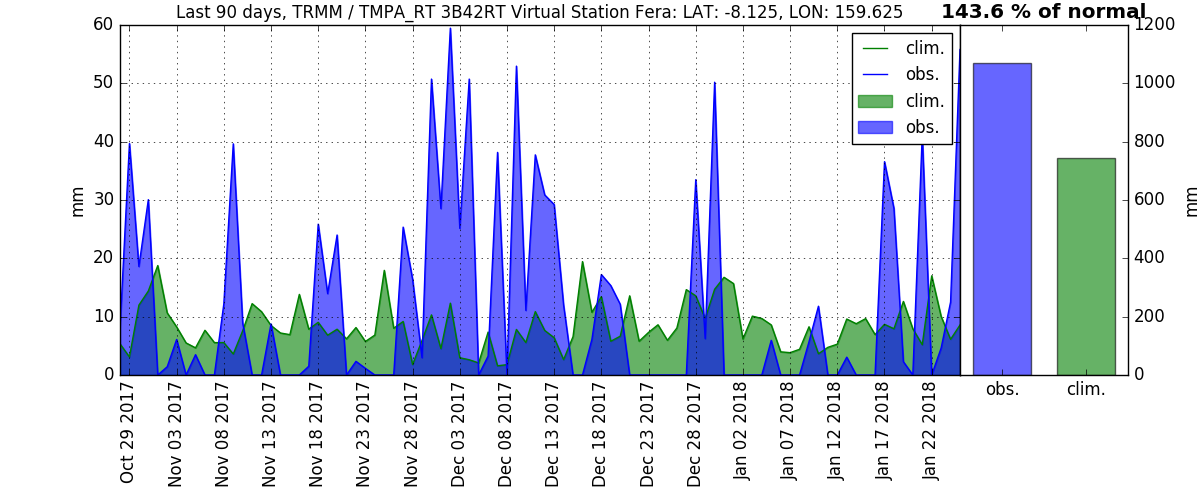 Last 90 days, TRMM / TMPA_RT 3B42RT Virtual Station Fera: LAT: -8.125, LON: 159.625
143.6 % of normal
60
50
40
30
20
10
0
mm
clim.
obs.
clim.
obs.
Oct 29 2017
Nov 03 2017
Nov 08 2017
Nov 13 2017
Nov 18 2017
Nov 23 2017
Nov 28 2017
Dec 03 2017
Dec 08 2017
Dec 13 2017
Dec 18 2017
Dec 23 2017
Dec 28 2017
Jan 02 2018
Jan 07 2018
Jan 12 2018
Jan 17 2018
Jan 22 2018
1200
1000
800
600
400
200
0
mm
obs.
clim.